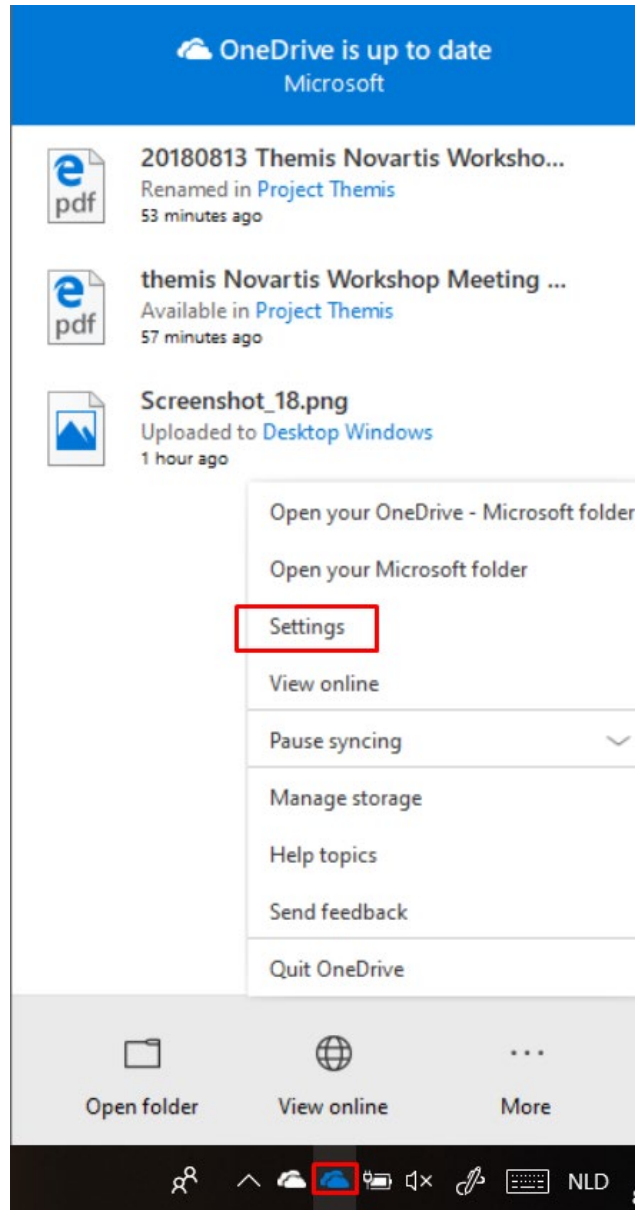 OneDrive is up to date
Microsoft
20180813 Themis Novartis Worksho...
Renamed in Project Themis
53 minutes ago
pdf
themis Novartis Workshop Meeting ...
Available in Project Themis
57 minutes ago
pdf
Screenshot_18.png
Uploaded to Desktop Windows
1 hour ago
Open your OneDrive - Microsoft folder
Open your Microsoft folder
Settings
View online
Pause syncing
Manage storage
Help topics
Send feedback
Quit OneDrive
Open folder
View online
More
NLD